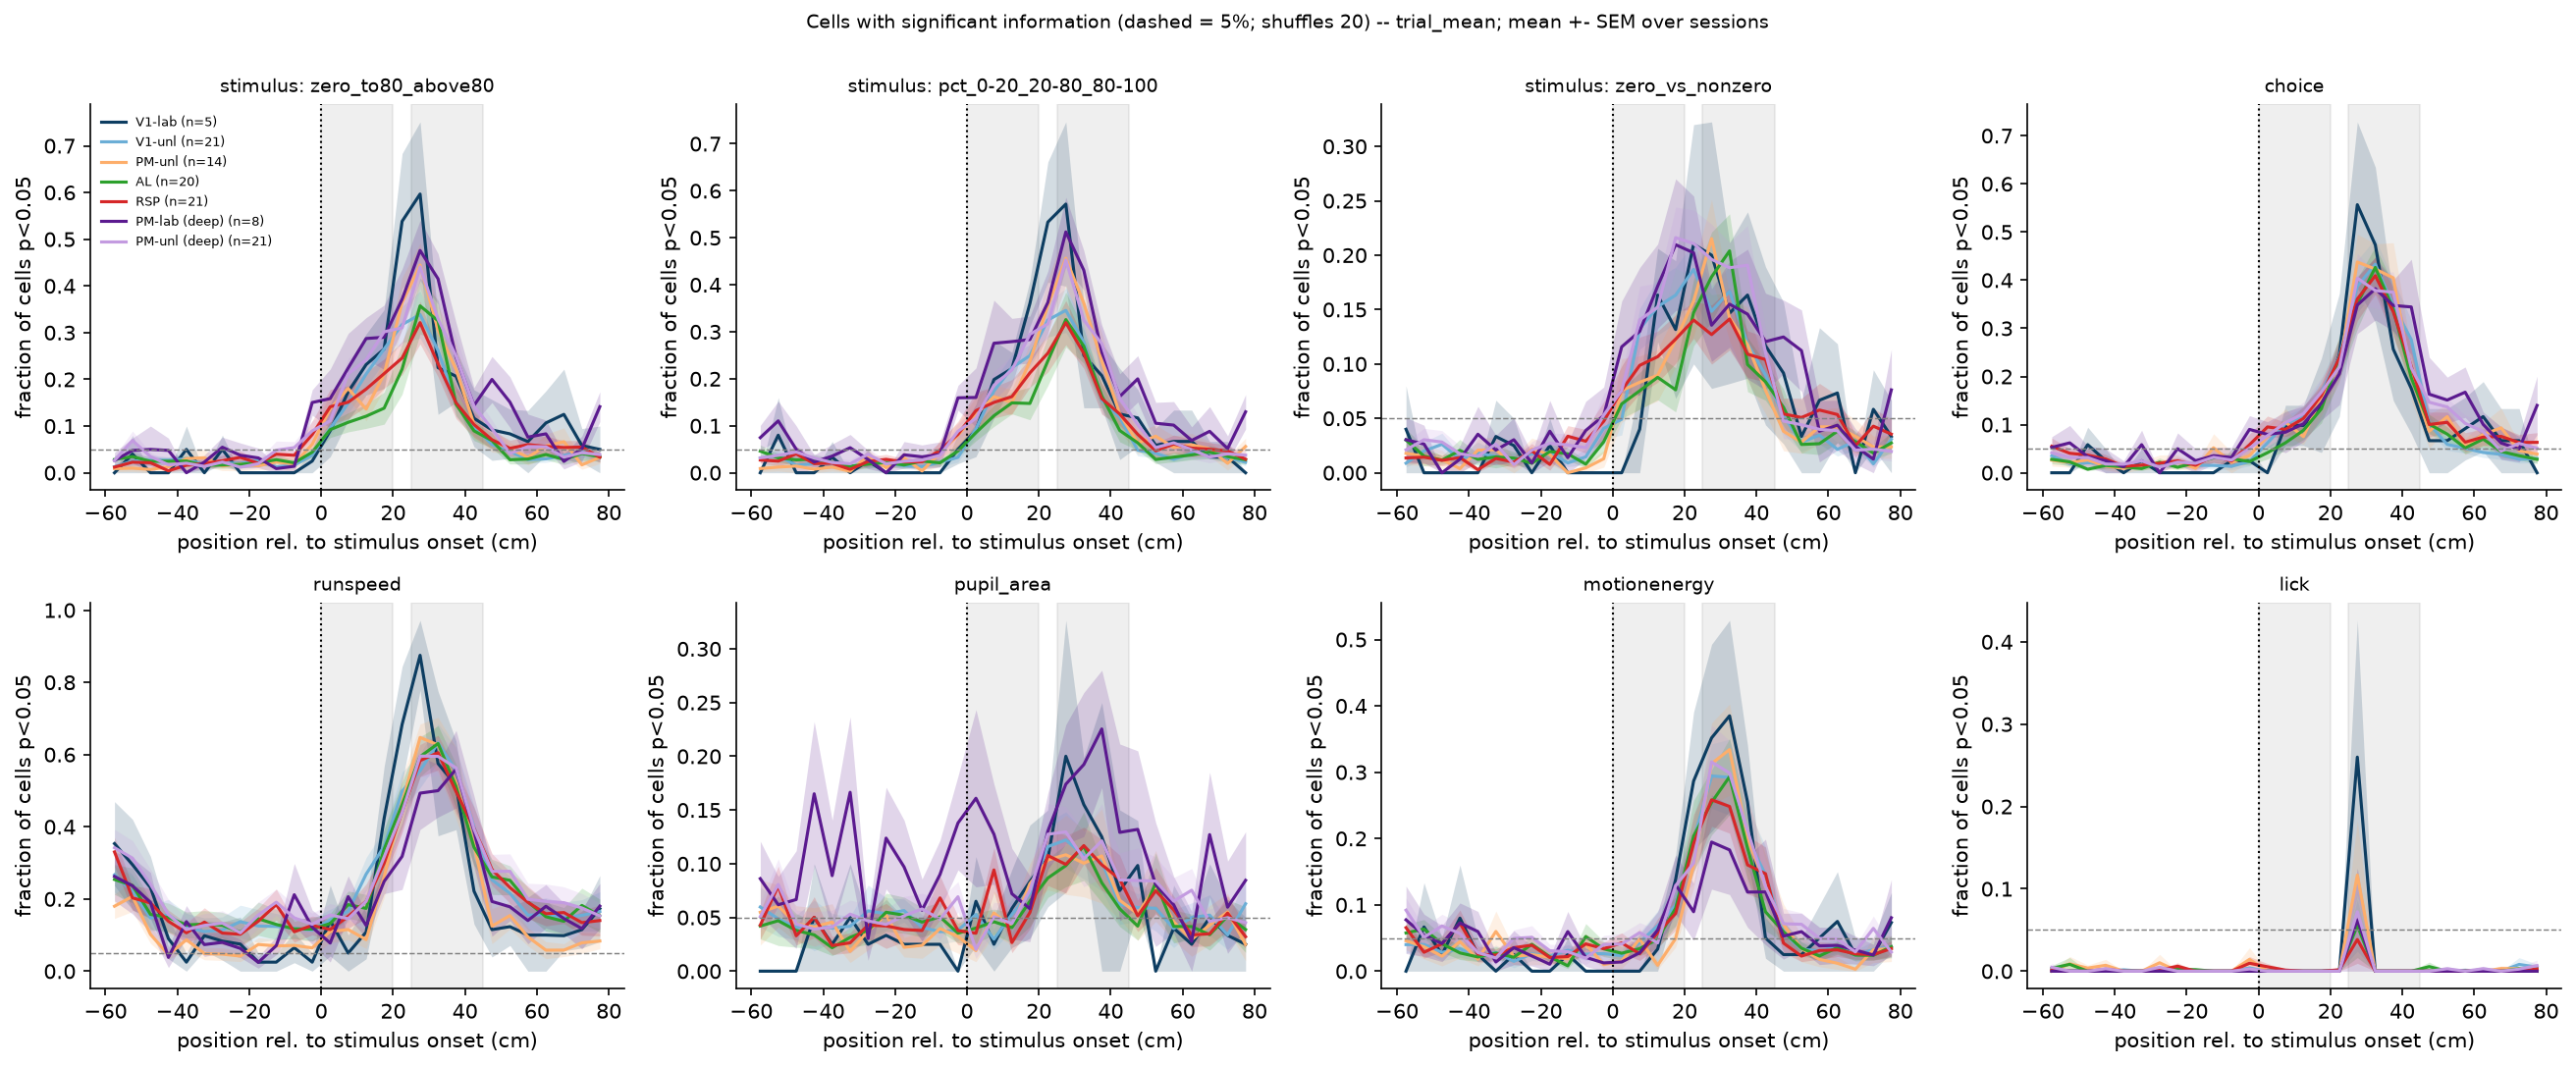 Cells with significant information (dashed = 5%; shuffles 20) -- trial_mean; mean +- SEM over sessions
stimulus: zero_to80_above80
fraction of cells p<0.05
0.7
0.6
0.5
0.4
0.3
0.2
0.1
0.0
V1-lab (n=5)
V1-unl (n=21)
PM-unl (n=14)
AL (n=20)
RSP (n=21)
PM-lab (deep) (n=8)
PM-unl (deep) (n=21)
−60 −40 −20 0 20 40 60 80
position rel. to stimulus onset (cm)
stimulus: pct_0-20_20-80_80-100
fraction of cells p<0.05
0.7
0.6
0.5
0.4
0.3
0.2
0.1
0.0
−60 −40 −20 0 20 40 60 80
position rel. to stimulus onset (cm)
stimulus: zero_vs_nonzero
fraction of cells p<0.05
0.30
0.25
0.20
0.15
0.10
0.05
0.00
−60 −40 −20 0 20 40 60 80
position rel. to stimulus onset (cm)
choice
fraction of cells p<0.05
0.7
0.6
0.5
0.4
0.3
0.2
0.1
0.0
−60 −40 −20 0 20 40 60 80
position rel. to stimulus onset (cm)
runspeed
fraction of cells p<0.05
1.0
0.8
0.6
0.4
0.2
0.0
−60 −40 −20 0 20 40 60 80
position rel. to stimulus onset (cm)
pupil_area
fraction of cells p<0.05
0.30
0.25
0.20
0.15
0.10
0.05
0.00
−60 −40 −20 0 20 40 60 80
position rel. to stimulus onset (cm)
motionenergy
fraction of cells p<0.05
0.5
0.4
0.3
0.2
0.1
0.0
−60 −40 −20 0 20 40 60 80
position rel. to stimulus onset (cm)
lick
fraction of cells p<0.05
0.4
0.3
0.2
0.1
0.0
−60 −40 −20 0 20 40 60 80
position rel. to stimulus onset (cm)